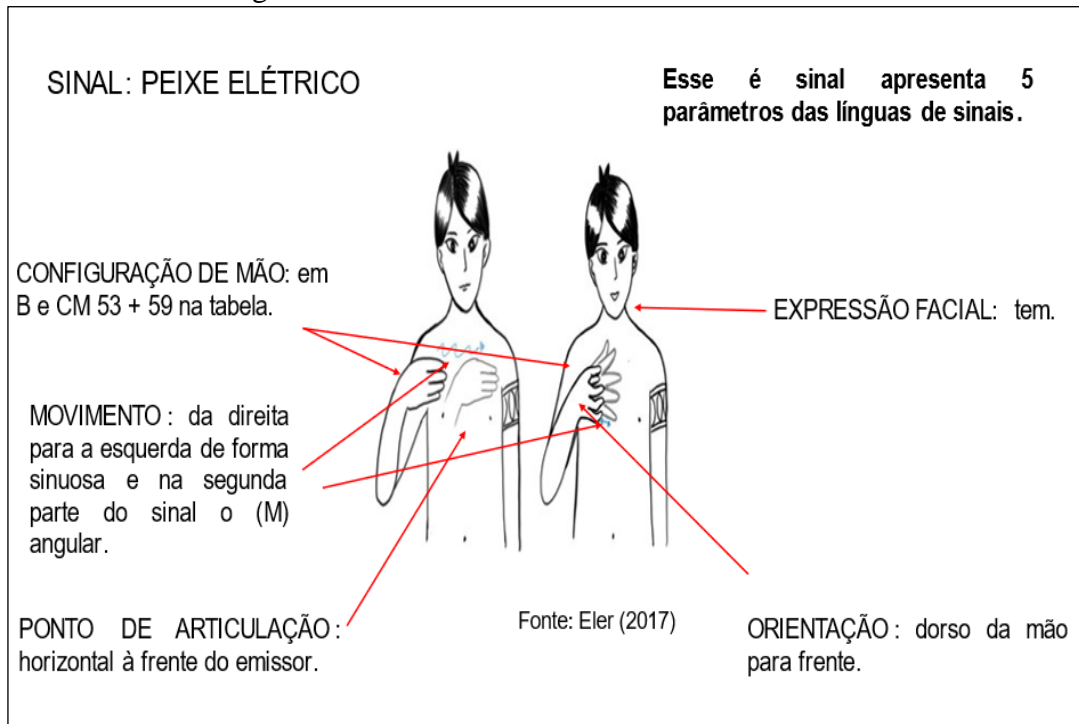 SINAL: PEIXE ELÉTRICO
Esse é sinal apresenta 5
parâmetros das línguas de sinais.
CONFIGURAÇÃO DE MÃO: em
B e CM 53 + 59 na tabela.
EXPRESSÃO FACIAL: tem.
MOVIMENTO : da direita
para a esquerda de forma
sinuosa e na segunda
parte do sinal o (M)
angular.
PONTO DE ARTICULAÇÃO :
horizontal à frente do emissor.
Fonte: Eler (2017)
ORIENTAÇÃO : dorso da mão
para frente.